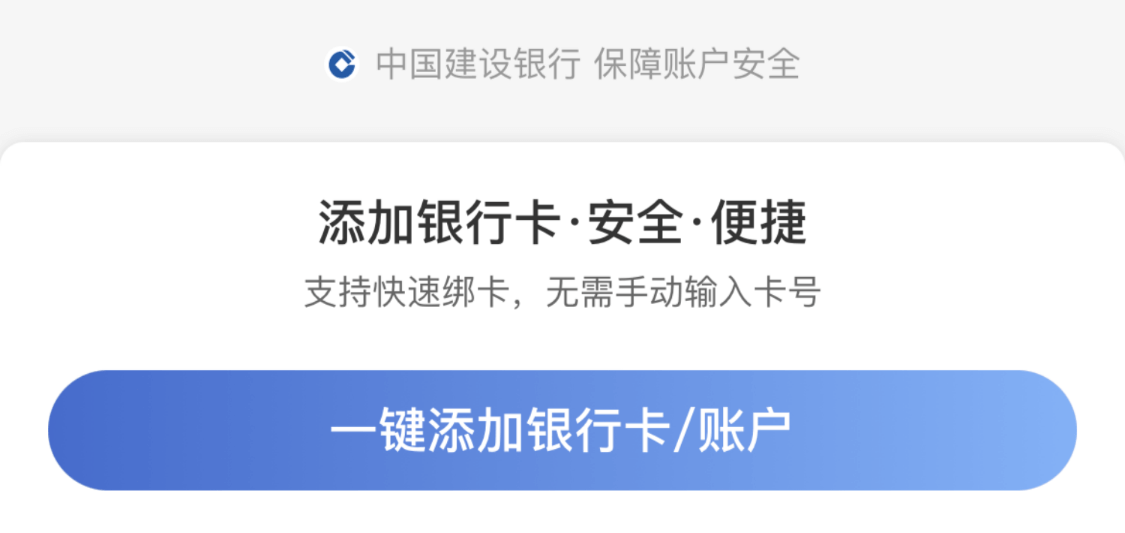 中国建设银行 保障账户安全
添加银行卡·安全·便捷
支持快速绑卡，无需手动输入卡号
一键添加银行卡/账户